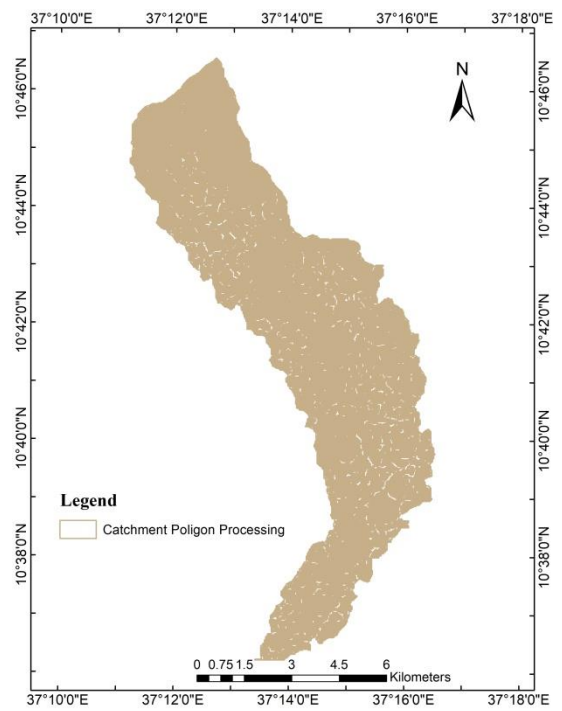 37°10'0"E 37°12'0"E 37°14'0"E 37°16'0"E 37°18'0"E
N
10°46'0"N 10°46'0"N
10°44'0"N 10°44'0"N
10°42'0"N 10°42'0"N
10°40'0"N 10°40'0"N
Legend
Catchment Poligon Processing
10°38'0"N 10°38'0"N
0 0.75 1.5 3 4.5 6
Kilometers
37°10'0"E 37°12'0"E 37°14'0"E 37°16'0"E 37°18'0"E